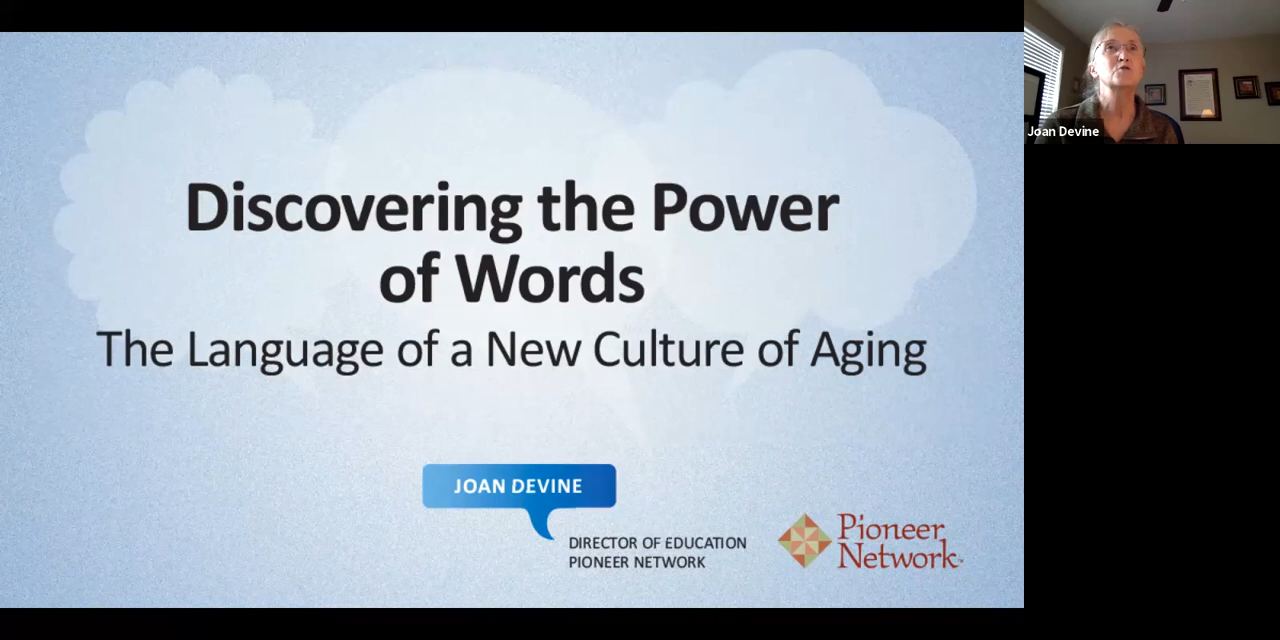 Discovering the Power
of Words
The Language of a New Culture of Aging
JOAN DEVINE
DIRECTOR OF EDUCATION
PIONEER NETWORK
Pioneer
Network™
Joan Devine